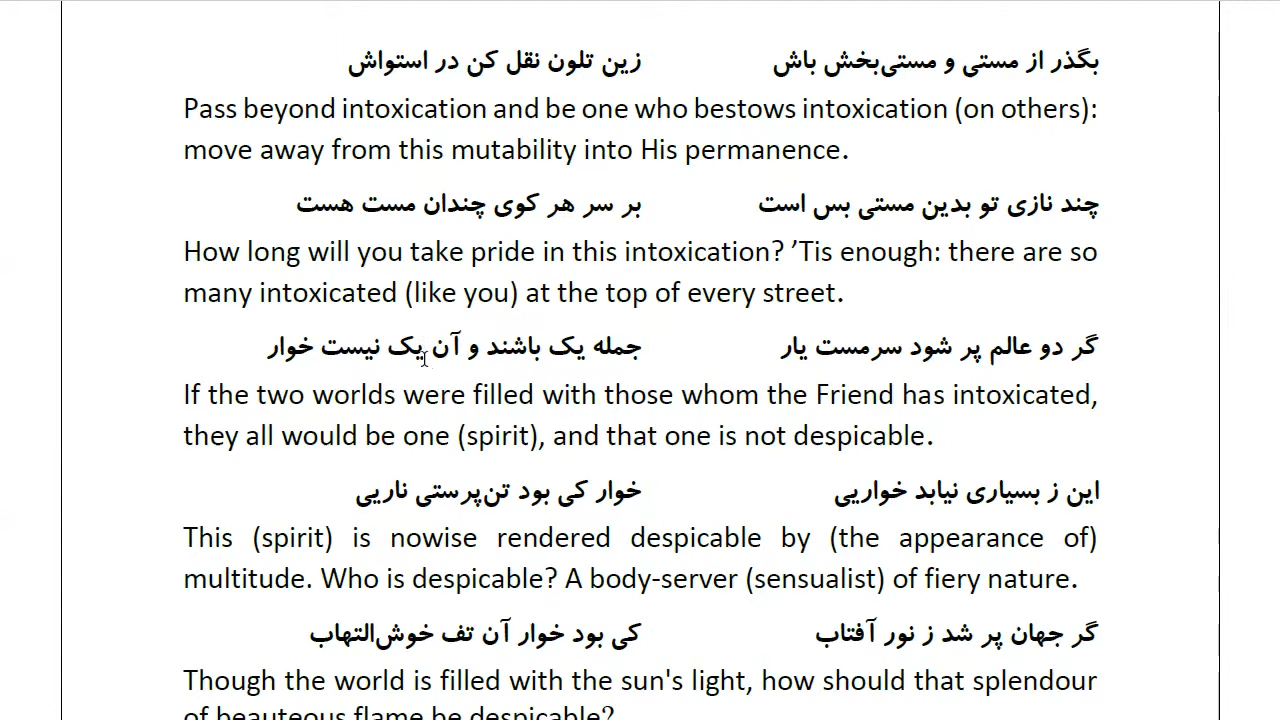 بگذر از مستی و مستی‌بخش باش زین تلون نقل کن در استواش
Pass beyond intoxication and be one who bestows intoxication (on others):
move away from this mutability into His permanence.
چند نازی تو بدین مستی بس است بر سر هر کوی چندان مست هست
How long will you take pride in this intoxication? ’Tis enough: there are so
many intoxicated (like you) at the top of every street.
گر دو عالم پر شود سرمست یار جمله یک باشند و آن یک نیست خوار
If the two worlds were filled with those whom the Friend has intoxicated,
they all would be one (spirit), and that one is not despicable.
این ز بسیاری نیابد خواریی خوار کی بود تن‌پرستی ناریی
This (spirit) is nowise rendered despicable by (the appearance of)
multitude. Who is despicable? A body-server (sensualist) of fiery nature.
گر جهان پر شد ز نور آفتاب کی بود خوار آن تف خوش‌التهاب
Though the world is filled with the sun's light, how should that splendour
of beauteous flame be despicable?